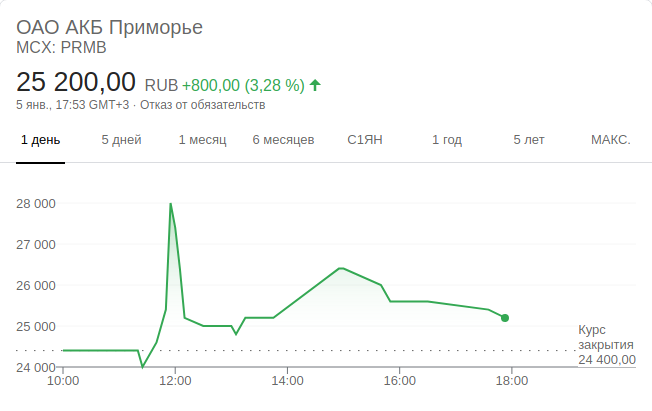 ОАО АКБ Приморье
MCX: PRMB
25 200,00 RUB +800,00 (3,28 %)
5 янв., 17:53 GMT+3 · Отказ от обязательств
1 день 5 дней 1 месяц 6 месяцев С1ЯН 1 год 5 лет МАКС.
28 000
27 000
26 000
25 000
24 000
Курс
закрытия
24 400,00
10:00 12:00 14:00 16:00 18:00